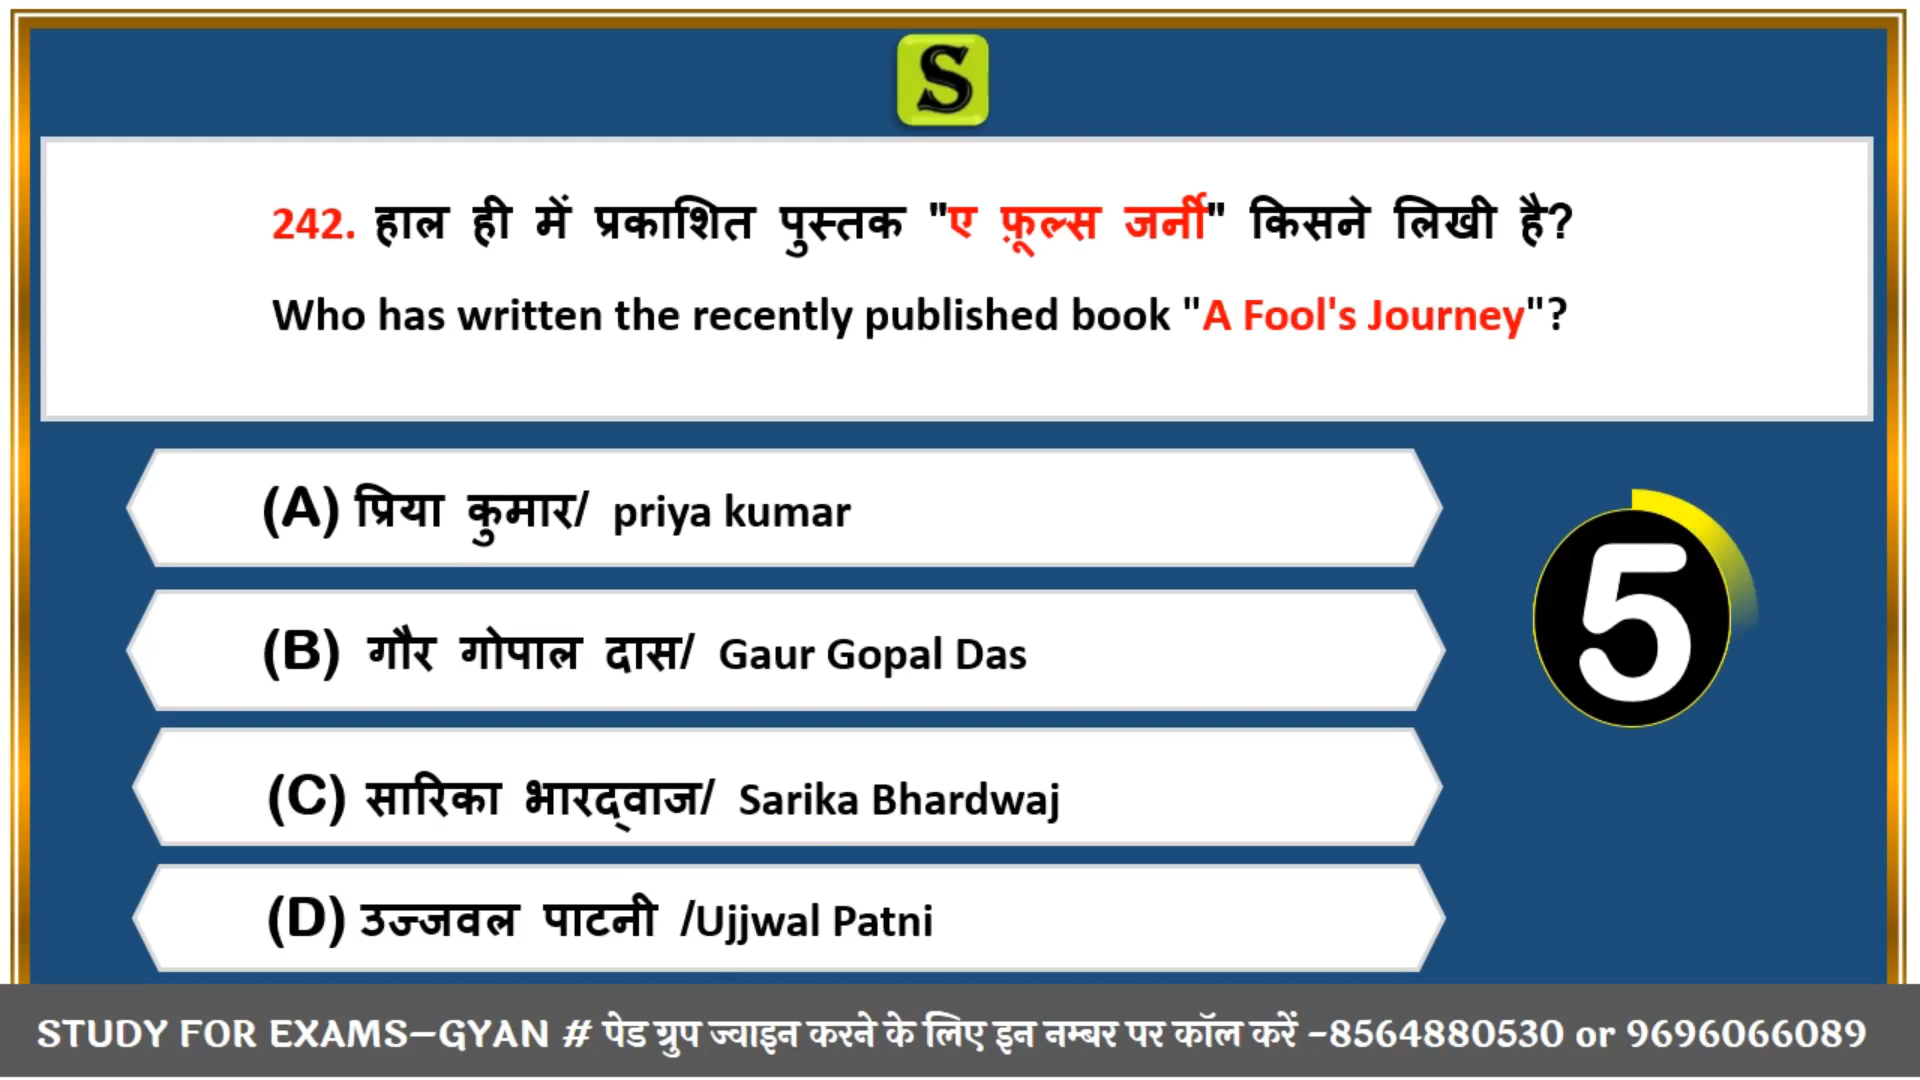 S
242. हाल ही में प्रकाशित पुस्तक "ए फ़ूल्स जर्नी" किसने लिखी है?
Who has written the recently published book "A Fool's Journey"?
(A) प्रिया कुमार/ priya kumar
(B) गौर गोपाल दास/ Gaur Gopal Das
5
(C) सारिका भारद्वाज/ Sarika Bhardwaj
(D) उज्जवल पाटनी /Ujjwal Patni
STUDY FOR EXAMS–GYAN # पेड ग्रुप ज्वाइन करने के लिए इन नम्बर पर कॉल करें –8564880530 or 9696066089